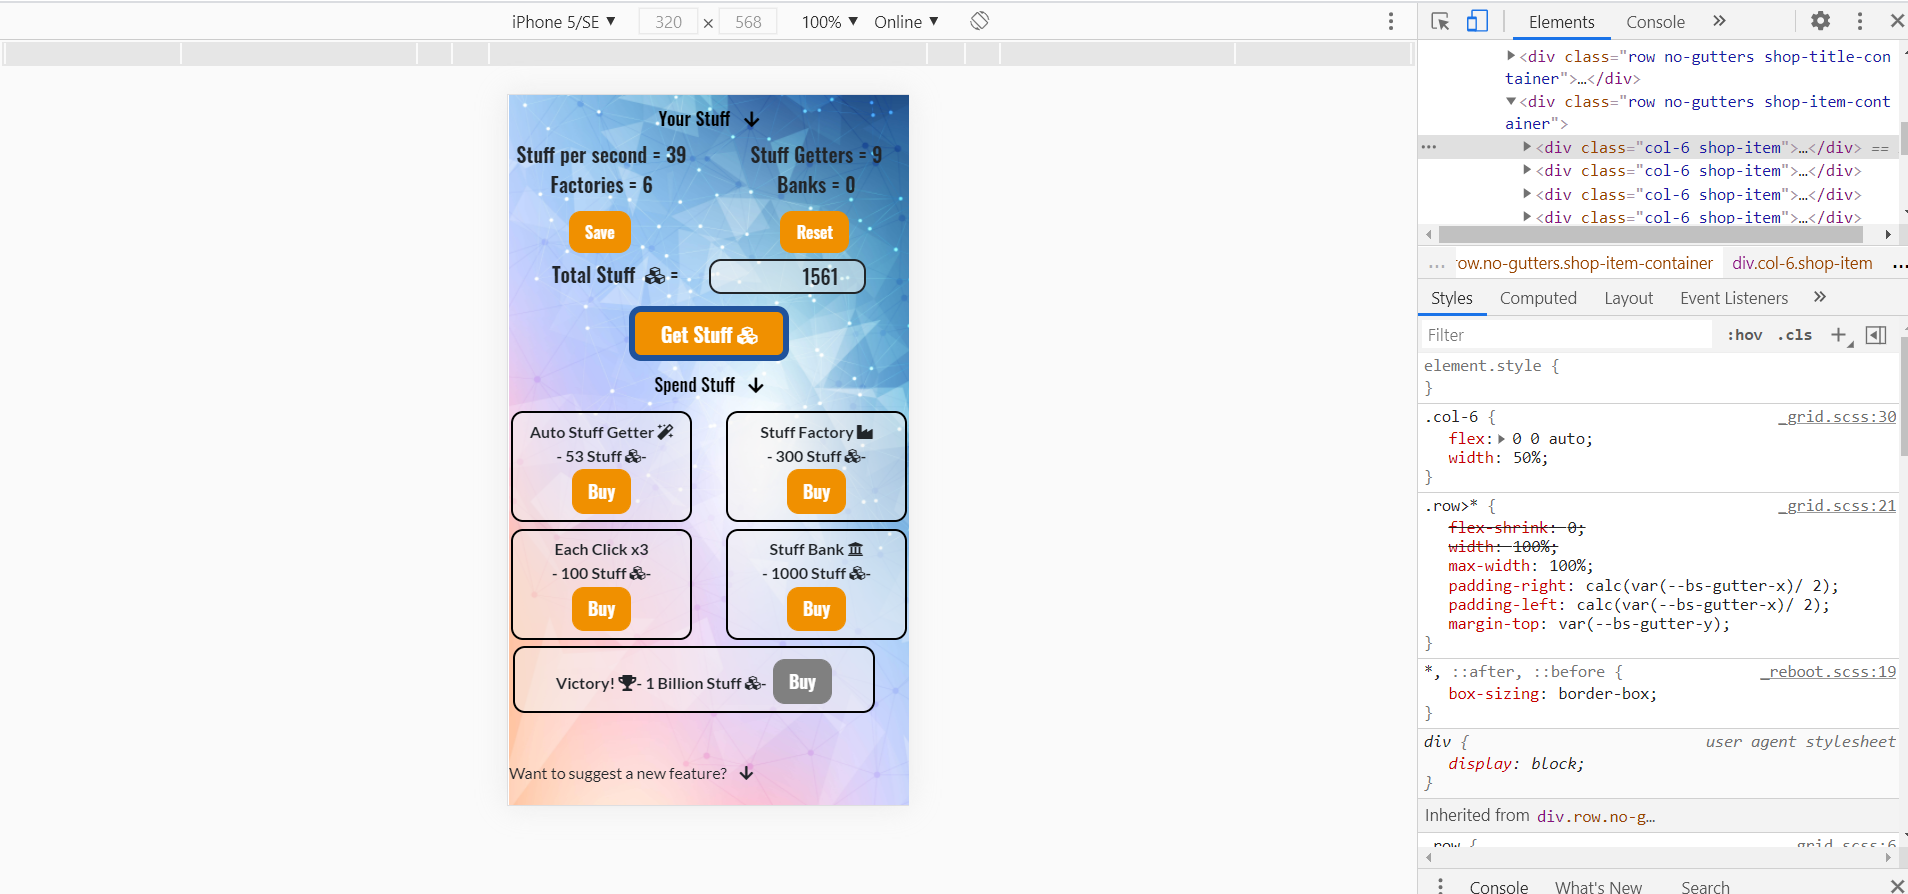 iPhone 5/SE ▼ 320 × 568 100% ▼ Online ▼
Elements Console »
Your Stuff
Stuff per second = 39 Stuff Getters = 9
Factories = 6 Banks = 0
Save Reset
Total Stuff = 1561
Get Stuff
Spend Stuff
Auto Stuff Getter
- 53 Stuff -
Buy
Stuff Factory
- 300 Stuff -
Buy
Each Click x3
- 100 Stuff -
Buy
Stuff Bank
- 1000 Stuff -
Buy
Victory! - 1 Billion Stuff - Buy
Want to suggest a new feature?
▶<div class="row no-gutters shop-title-con
tainer">…</div>
▼<div class="row no-gutters shop-item-cont
ainer">
••• ▶<div class="col-6 shop-item">…</div> ==
▶<div class="col-6 shop-item">…</div>
▶<div class="col-6 shop-item">…</div>
▶<div class="col-6 shop-item">…</div>
… row.no-gutters.shop-item-container div.col-6.shop-item …
Styles Computed Layout Event Listeners »
Filter :hov .cls +
element.style {
}
.col-6 { _grid.scss:30
flex: ▶ 0 0 auto;
width: 50%;
}
.row>* { _grid.scss:21
flex-shrink: 0;
width: 100%;
max-width: 100%;
padding-right: calc(var(--bs-gutter-x)/ 2);
padding-left: calc(var(--bs-gutter-x)/ 2);
margin-top: var(--bs-gutter-y);
}
*, ::after, ::before { _reboot.scss:19
box-sizing: border-box;
}
div { user agent stylesheet
display: block;
}
Inherited from div.row.no-g…
.row { _grid.scss:6
Console What's New Search